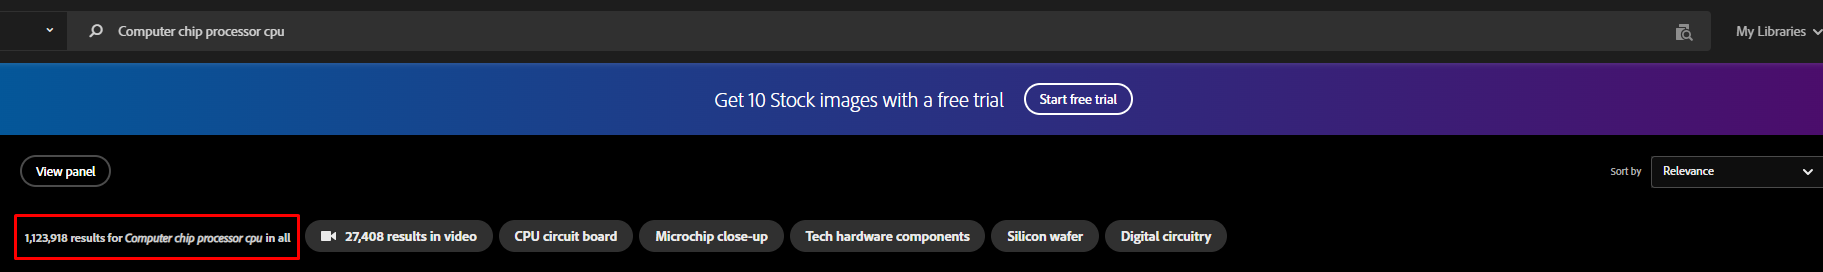 Computer chip processor cpu
My Libraries
Get 10 Stock images with a free trial
Start free trial
View panel
Sort by
Relevance
1,123,918 results for Computer chip processor cpu in all
27,408 results in video
CPU circuit board
Microchip close-up
Tech hardware components
Silicon wafer
Digital circuitry